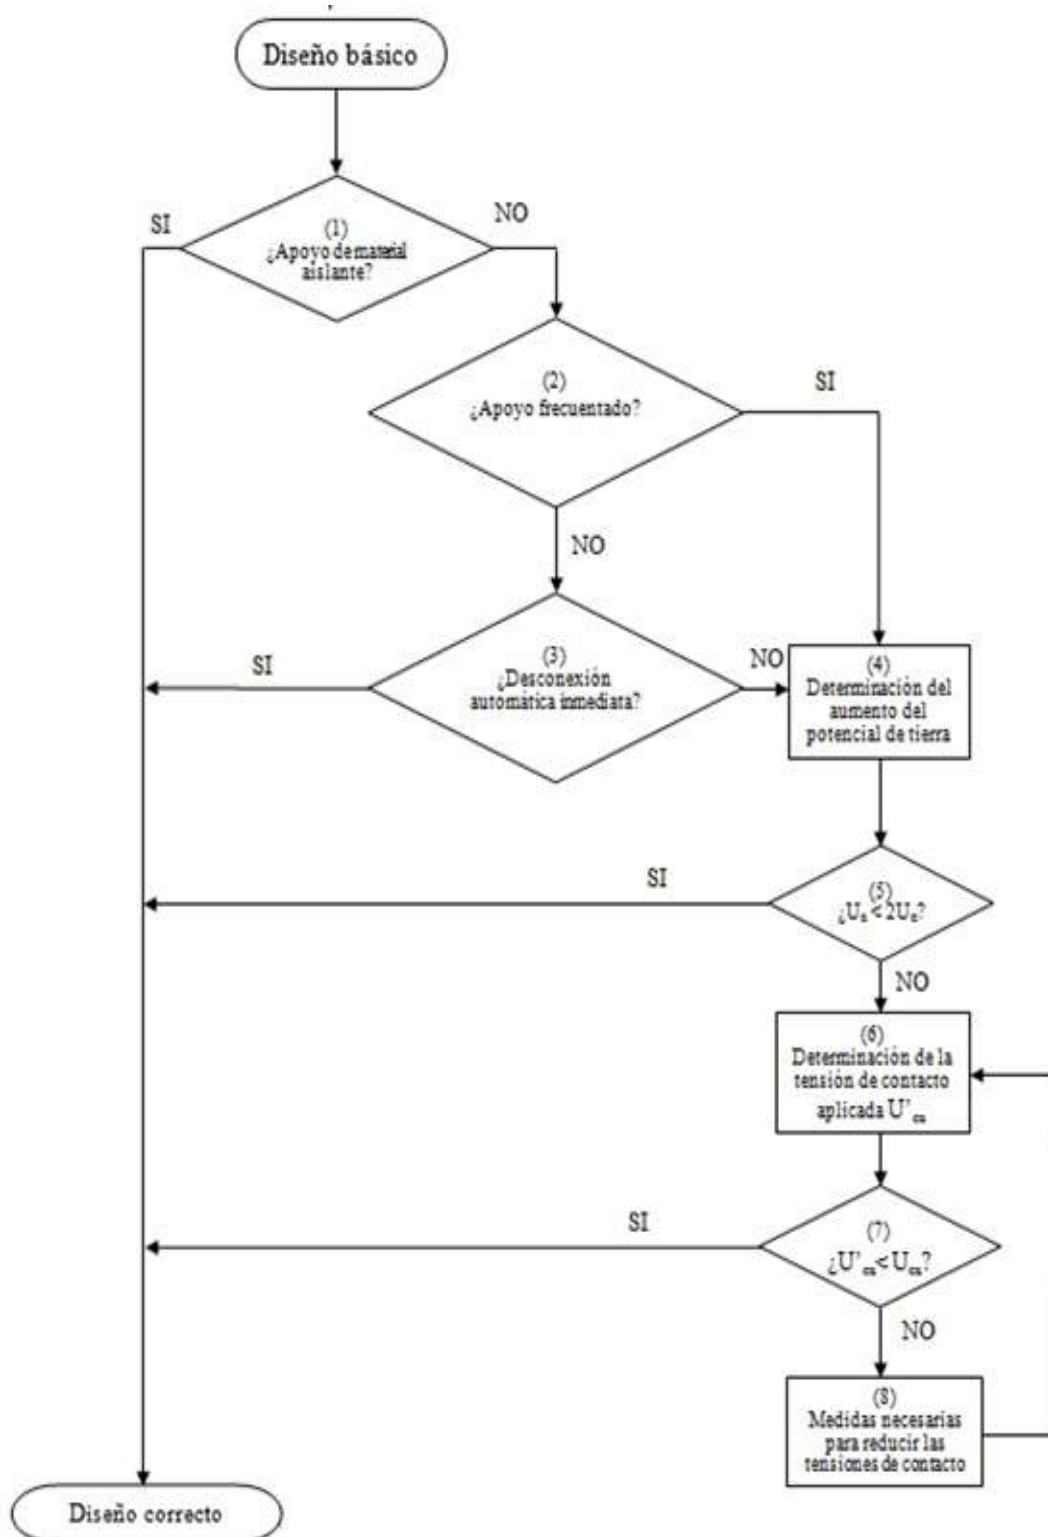 Diseño básico
SI
NO
(1)
¿Apoyo de material
aislante?
(2)
¿Apoyo frecuentado?
SI
NO
(3)
¿Desconexión
automática inmediata?
SI
NO
(4)
Determinación del
aumento del
potencial de tierra
SI
(5)
NO
(6)
Determinación de la
tensión de contacto
aplicada U'ca
SI
(7)
¿U'ca < Uca?
NO
(8)
Medidas necesarias
para reducir las
tensiones de contacto
Diseño correcto